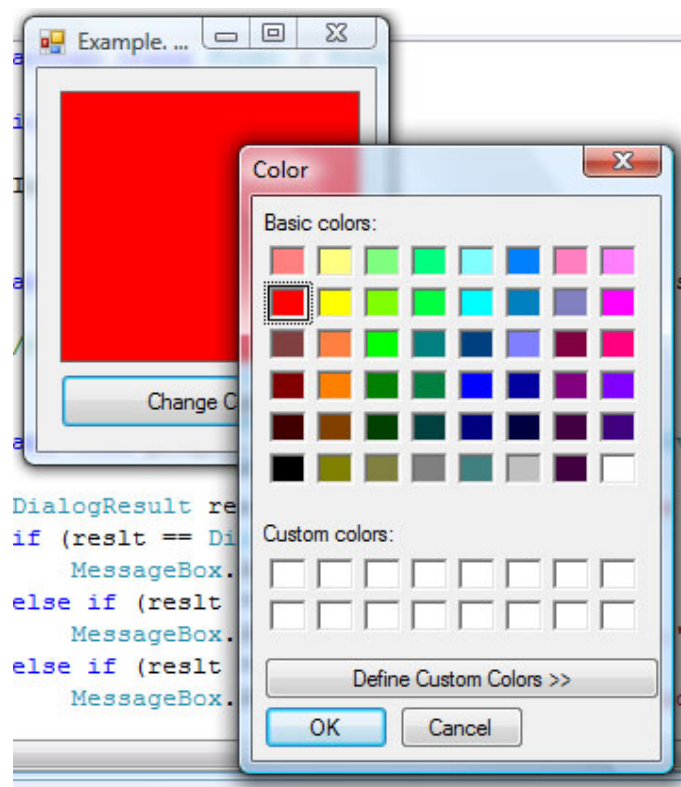 Example. ...
Change C
Color
Basic colors:
Custom colors:
Define Custom Colors >>
OK
Cancel
DialogResult re
if (reslt == Di
MessageBox.
else if (reslt
MessageBox.
else if (reslt
MessageBox.